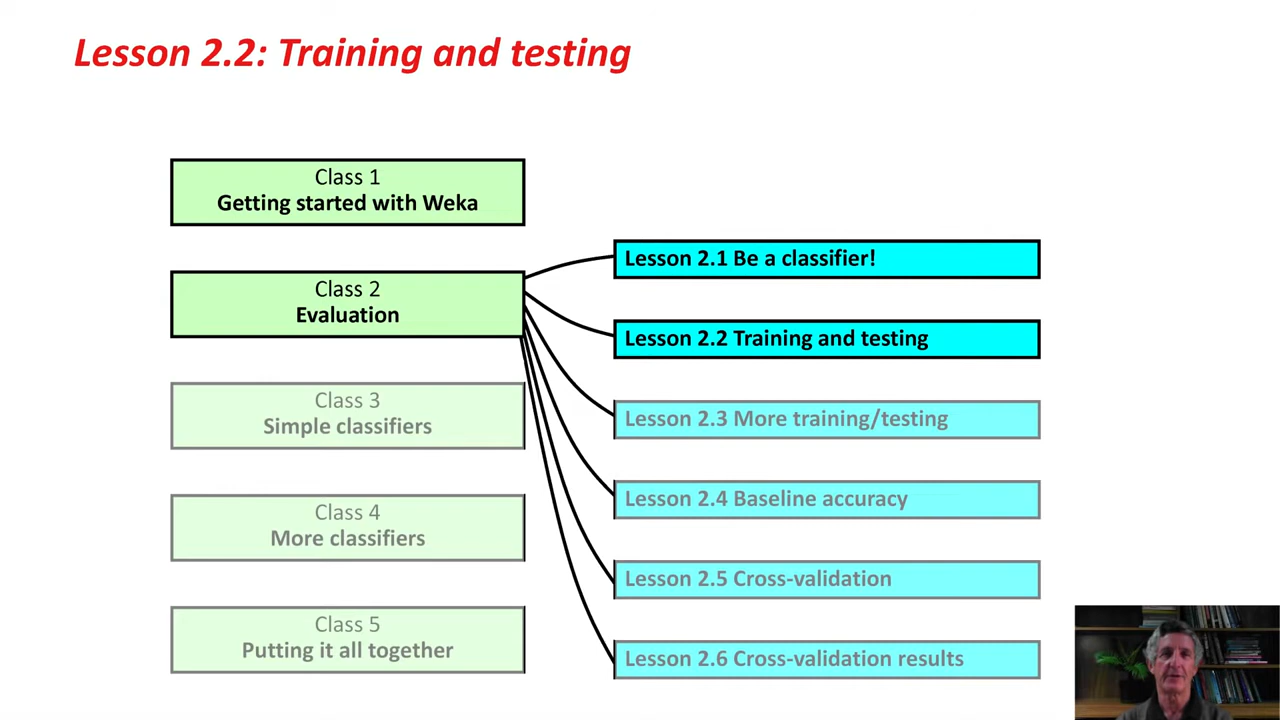 Lesson 2.2: Training and testing
Class 1
Getting started with Weka
Class 2
Evaluation
Class 3
Simple classifiers
Class 4
More classifiers
Class 5
Putting it all together
Lesson 2.1 Be a classifier!
Lesson 2.2 Training and testing
Lesson 2.3 More training/testing
Lesson 2.4 Baseline accuracy
Lesson 2.5 Cross-validation
Lesson 2.6 Cross-validation results